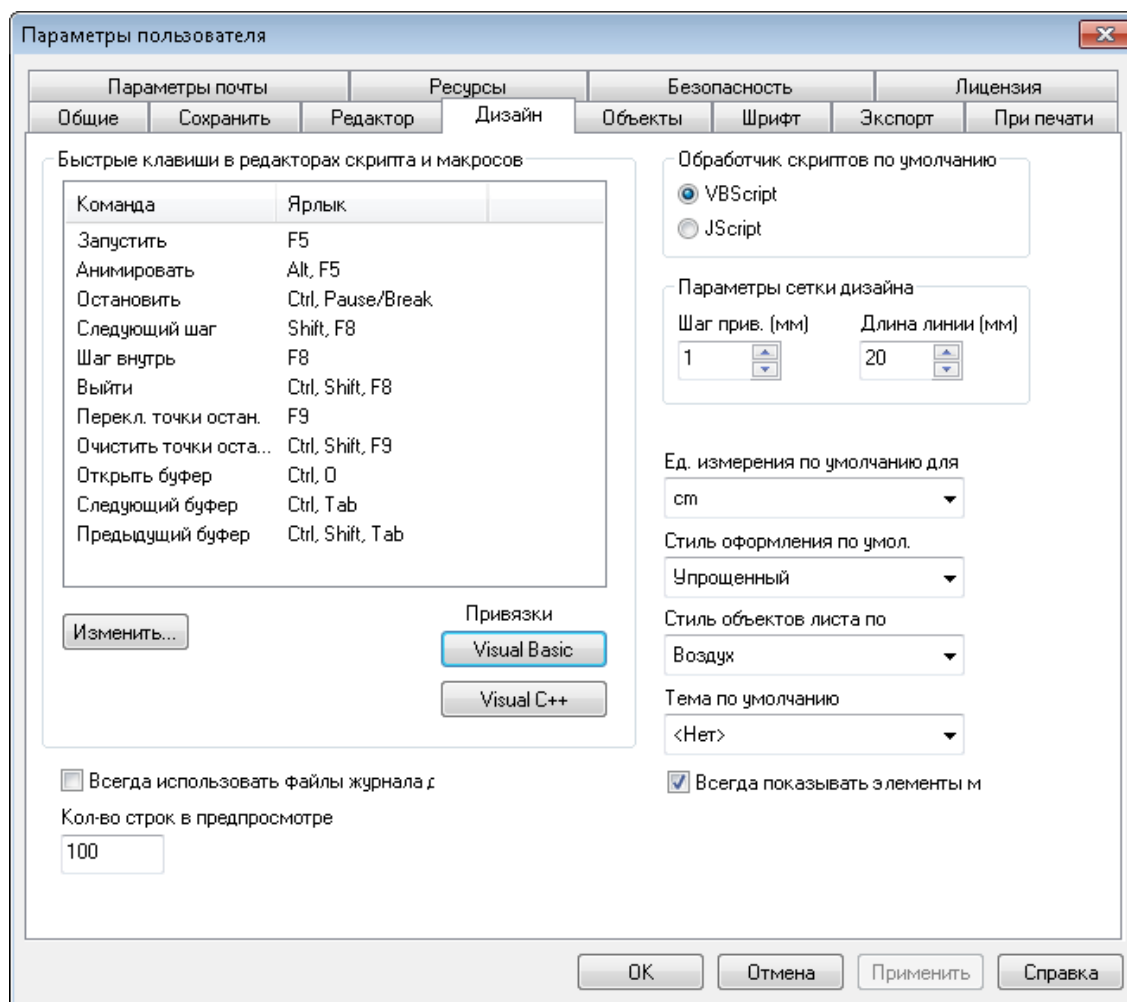 Параметры пользователя
Параметры почты Ресурсы Безопасность Лицензия
Общие Сохранить Редактор Дизайн Объекты Шрифт Экспорт При печати
Быстрые клавиши в редакторах скрипта и макросов
Команда Ярлык
Запустить F5
Анимировать Alt, F5
Остановить Ctrl, Pause/Break
Следующий шаг Shift, F8
Шаг внутрь F8
Выйти Ctrl, Shift, F8
Перекл. точки остан. F9
Очистить точки оста... Ctrl, Shift, F9
Открыть буфер Ctrl, O
Следующий буфер Ctrl, Tab
Предыдущий буфер Ctrl, Shift, Tab
Изменить...
Привязки
Visual Basic
Visual C++
Всегда использовать файлы журнала д
Кол-во строк в предпросмотре
100
Обработчик скриптов по умолчанию
VBScript
JScript
Параметры сетки дизайна
Шаг прив. (мм) Длина линии (мм)
1 20
Ед. измерения по умолчанию для
cm
Стиль оформления по умол.
Упрощенный
Стиль объектов листа по
Воздух
Тема по умолчанию
<Нет>
Всегда показывать элементы м
OK Отмена Применить Справка